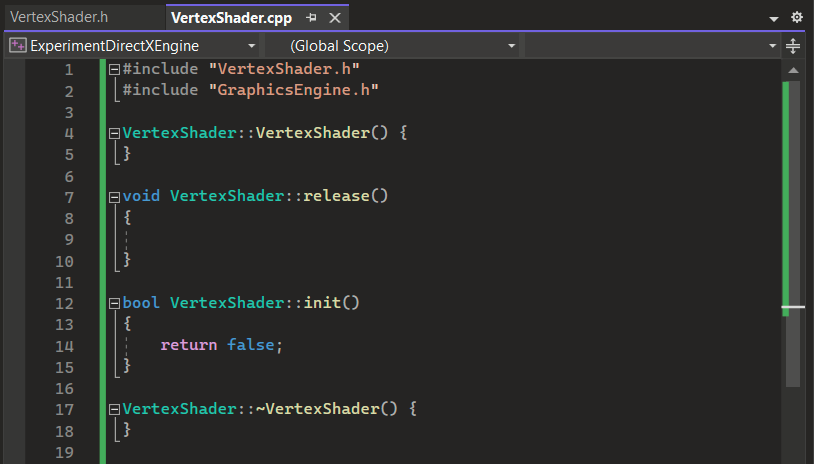 VertexShader.h VertexShader.cpp
ExperimentDirectXEngine (Global Scope)
1 #include "VertexShader.h"
2 #include "GraphicsEngine.h"
3
4 VertexShader::VertexShader() {
5 }
6
7 void VertexShader::release()
8 {
9
10 }
11
12 bool VertexShader::init()
13 {
14 return false;
15 }
16
17 VertexShader::~VertexShader() {
18 }
19